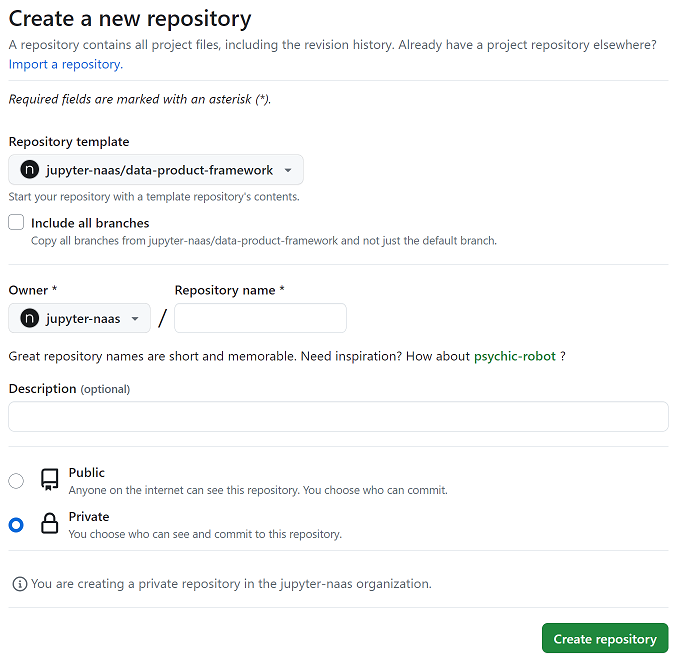 Create a new repository
A repository contains all project files, including the revision history. Already have a project repository elsewhere?
Import a repository.
Required fields are marked with an asterisk (*).
Repository template
n jupyter-naas/data-product-framework
Start your repository with a template repository's contents.
Include all branches
Copy all branches from jupyter-naas/data-product-framework and not just the default branch.
Owner * Repository name *
n jupyter-naas /
Great repository names are short and memorable. Need inspiration? How about psychic-robot ?
Description (optional)
Public
Anyone on the internet can see this repository. You choose who can commit.
Private
You choose who can see and commit to this repository.
You are creating a private repository in the jupyter-naas organization.
Create repository